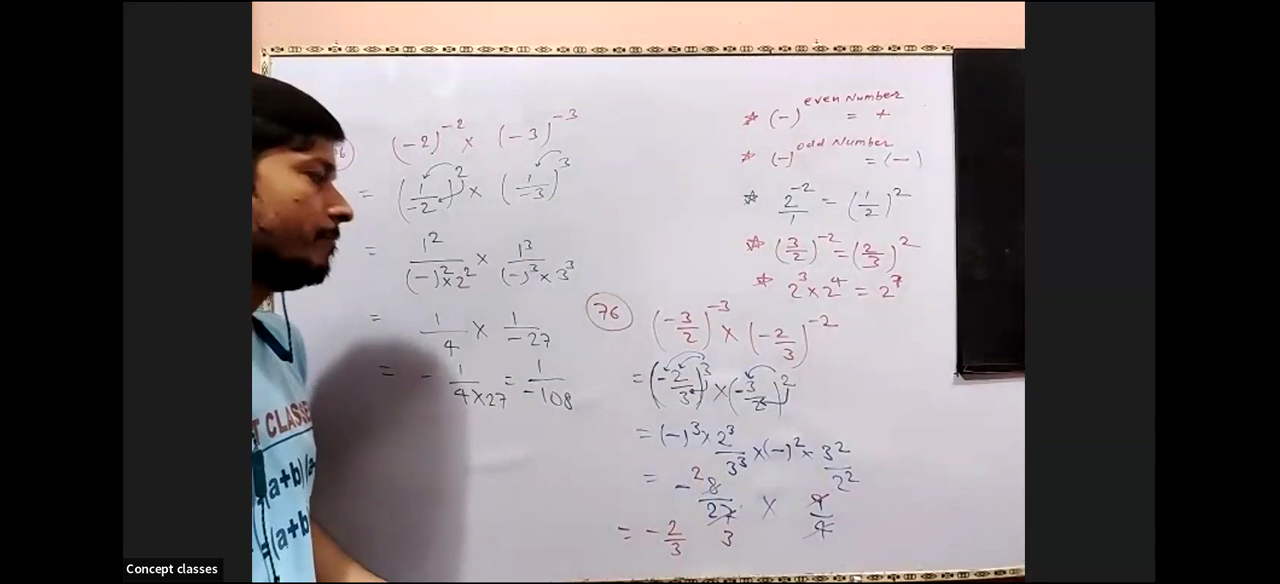 (-2)^-2 × (-3)^-3
= (1/-2)^2 × (1/-3)^3
= 1^2/((-)^2×2^2) × 1^3/((-)^3×3^3)
= 1/4 × 1/-27
= - 1/4×27 = 1/-108
☆ (-)^even Number = +
☆ (-)^odd Number = (-)
☆ 2^-2/1 = (1/2)^2
☆ (3/2)^-2 = (2/3)^2
☆ 2^3 × 2^4 = 2^7
76 (-3/2)^-3 × (-2/3)^-2
= (-2/3)^3 × (-3/2)^2
= (-)^3 × 2^3/3^3 × (-)^2 × 3^2/2^2
= - 2 8/27 3 × 9/4
= - 2/3
T CLASSE
(a+b)
(a+b)
Concept classes